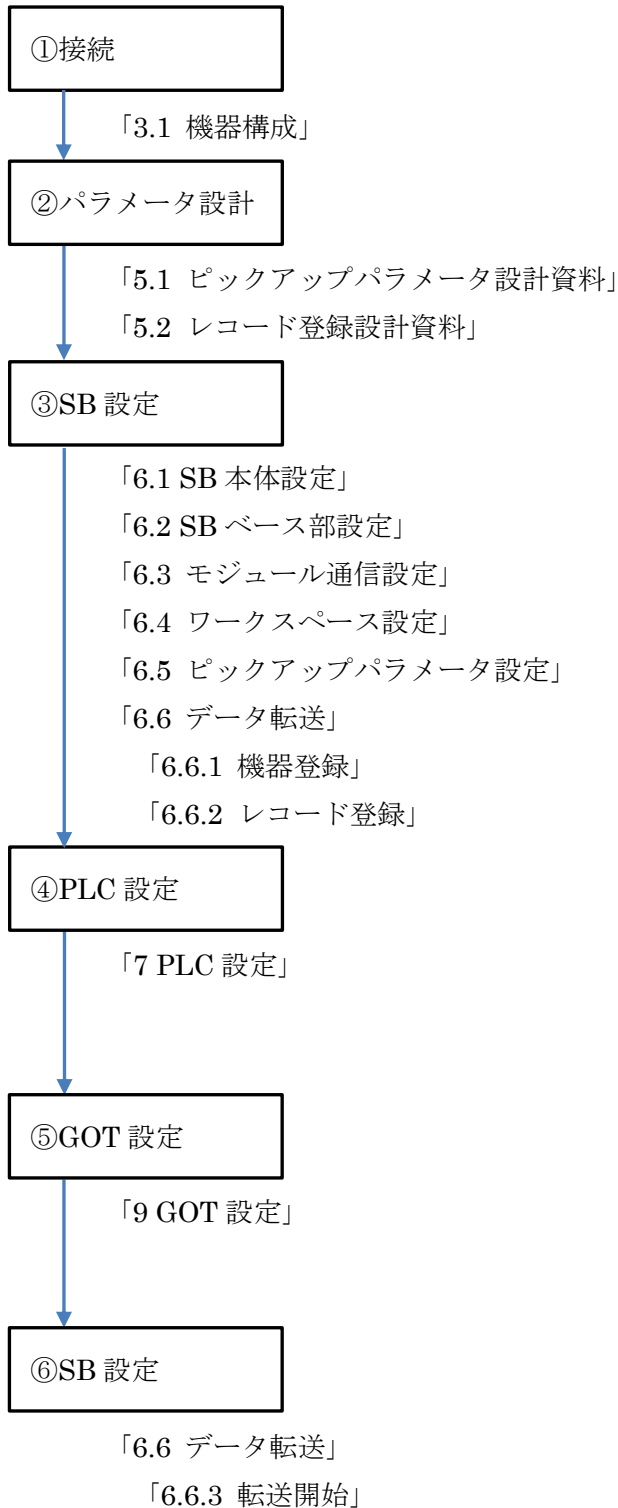 ①接続
「3.1 機器構成」
②パラメータ設計
「5.1 ピックアップパラメータ設計資料」
「5.2 レコード登録設計資料」
③SB 設定
「6.1 SB 本体設定」
「6.2 SB ベース部設定」
「6.3 モジュール通信設定」
「6.4 ワークスペース設定」
「6.5 ピックアップパラメータ設定」
「6.6 データ転送」
「6.6.1 機器登録」
「6.6.2 レコード登録」
④PLC 設定
「7 PLC 設定」
⑤GOT 設定
「9 GOT 設定」
⑥SB 設定
「6.6 データ転送」
「6.6.3 転送開始」